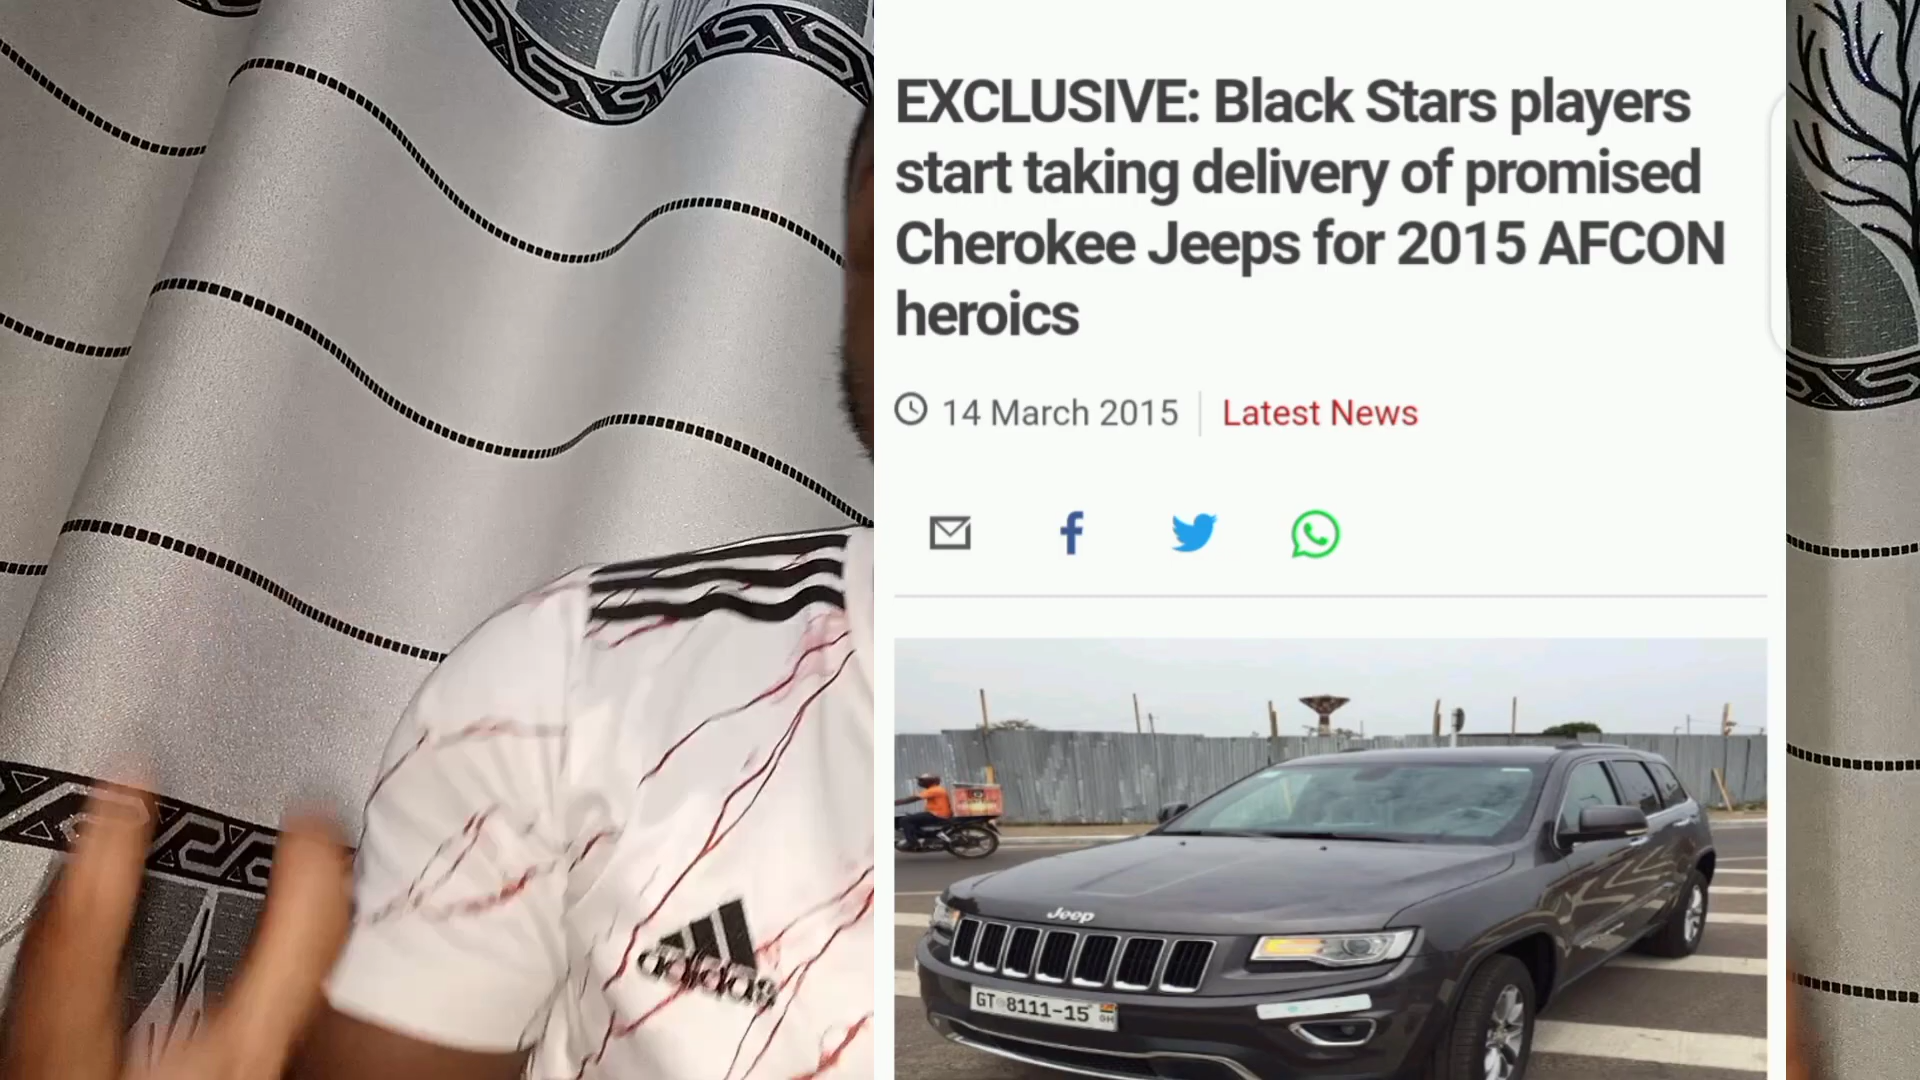 EXCLUSIVE: Black Stars players
start taking delivery of promised
Cherokee Jeeps for 2015 AFCON
heroics
14 March 2015
Latest News
Jeep
GT 8111-15
GH
adidas